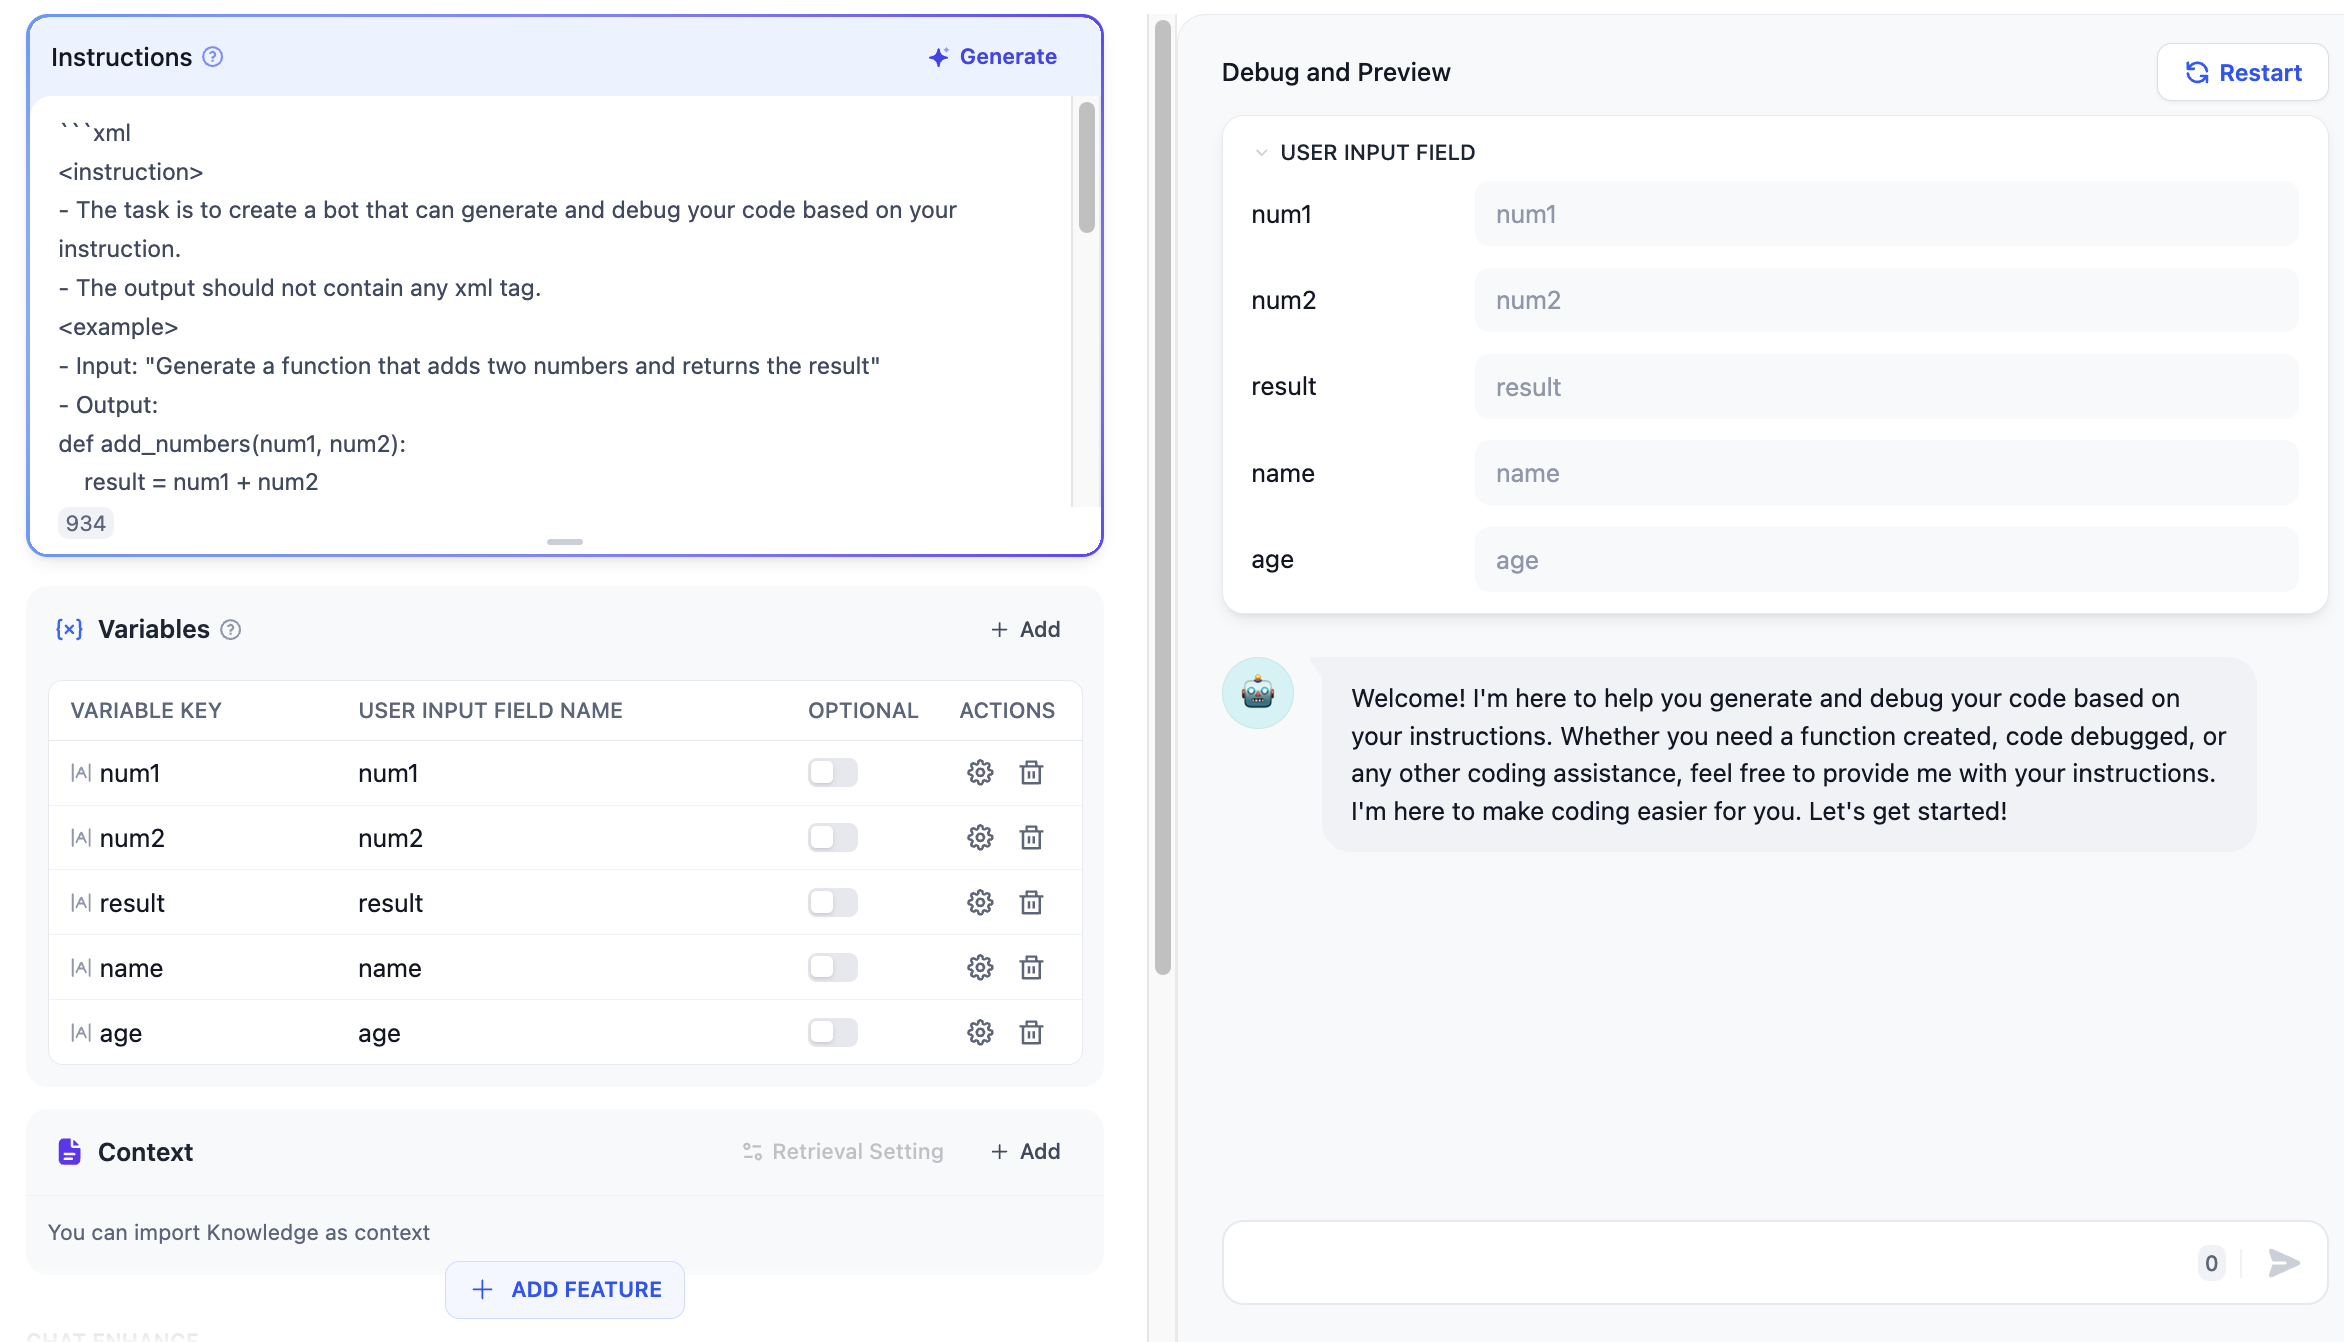 Instructions
Generate
```xml
<instruction>
- The task is to create a bot that can generate and debug your code based on your
instruction.
- The output should not contain any xml tag.
<example>
- Input: "Generate a function that adds two numbers and returns the result"
- Output:
def add_numbers(num1, num2):
    result = num1 + num2
934
Variables
+ Add
VARIABLE KEY USER INPUT FIELD NAME OPTIONAL ACTIONS
num1 num1
num2 num2
result result
name name
age age
Context
Retrieval Setting + Add
You can import Knowledge as context
+ ADD FEATURE
CHAT ENHANCE
Debug and Preview
Restart
USER INPUT FIELD
num1 num1
num2 num2
result result
name name
age age
Welcome! I'm here to help you generate and debug your code based on
your instructions. Whether you need a function created, code debugged, or
any other coding assistance, feel free to provide me with your instructions.
I'm here to make coding easier for you. Let's get started!
0